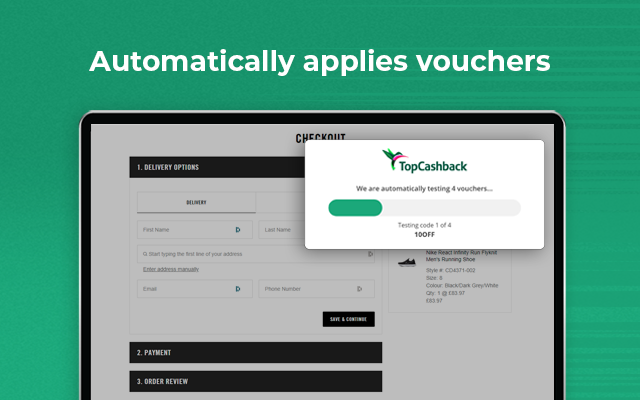 Automatically applies vouchers
CHECKOUT
TopCashback
We are automatically testing 4 vouchers...
Testing code 1 of 4
10OFF
1. DELIVERY OPTIONS
DELIVERY
First Name
Last Name
Start typing the first line of your address
Enter address manually
Email
Phone Number
SAVE & CONTINUE
2. PAYMENT
3. ORDER REVIEW
Nike React Infinity Run Flyknit
Men's Running Shoe
Style #: CD4371-002
Size: 8
Colour: Black/Dark Grey/White
Qty: 1 @ £83.97
£83.97